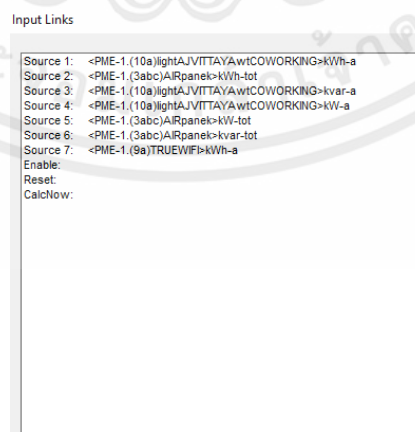 Input Links
Source 1: <PME-1.(10a)lightAJVITTAYAwtCOWORKING>kWh-a
Source 2: <PME-1.(3abc)AIRpanek>kWh-tot
Source 3: <PME-1.(10a)lightAJVITTAYAwtCOWORKING>kvar-a
Source 4: <PME-1.(10a)lightAJVITTAYAwtCOWORKING>kW-a
Source 5: <PME-1.(3abc)AIRpanek>kW-tot
Source 6: <PME-1.(3abc)AIRpanek>kvar-tot
Source 7: <PME-1.(9a)TRUEWIFI>kWh-a
Enable:
Reset:
CalcNow: